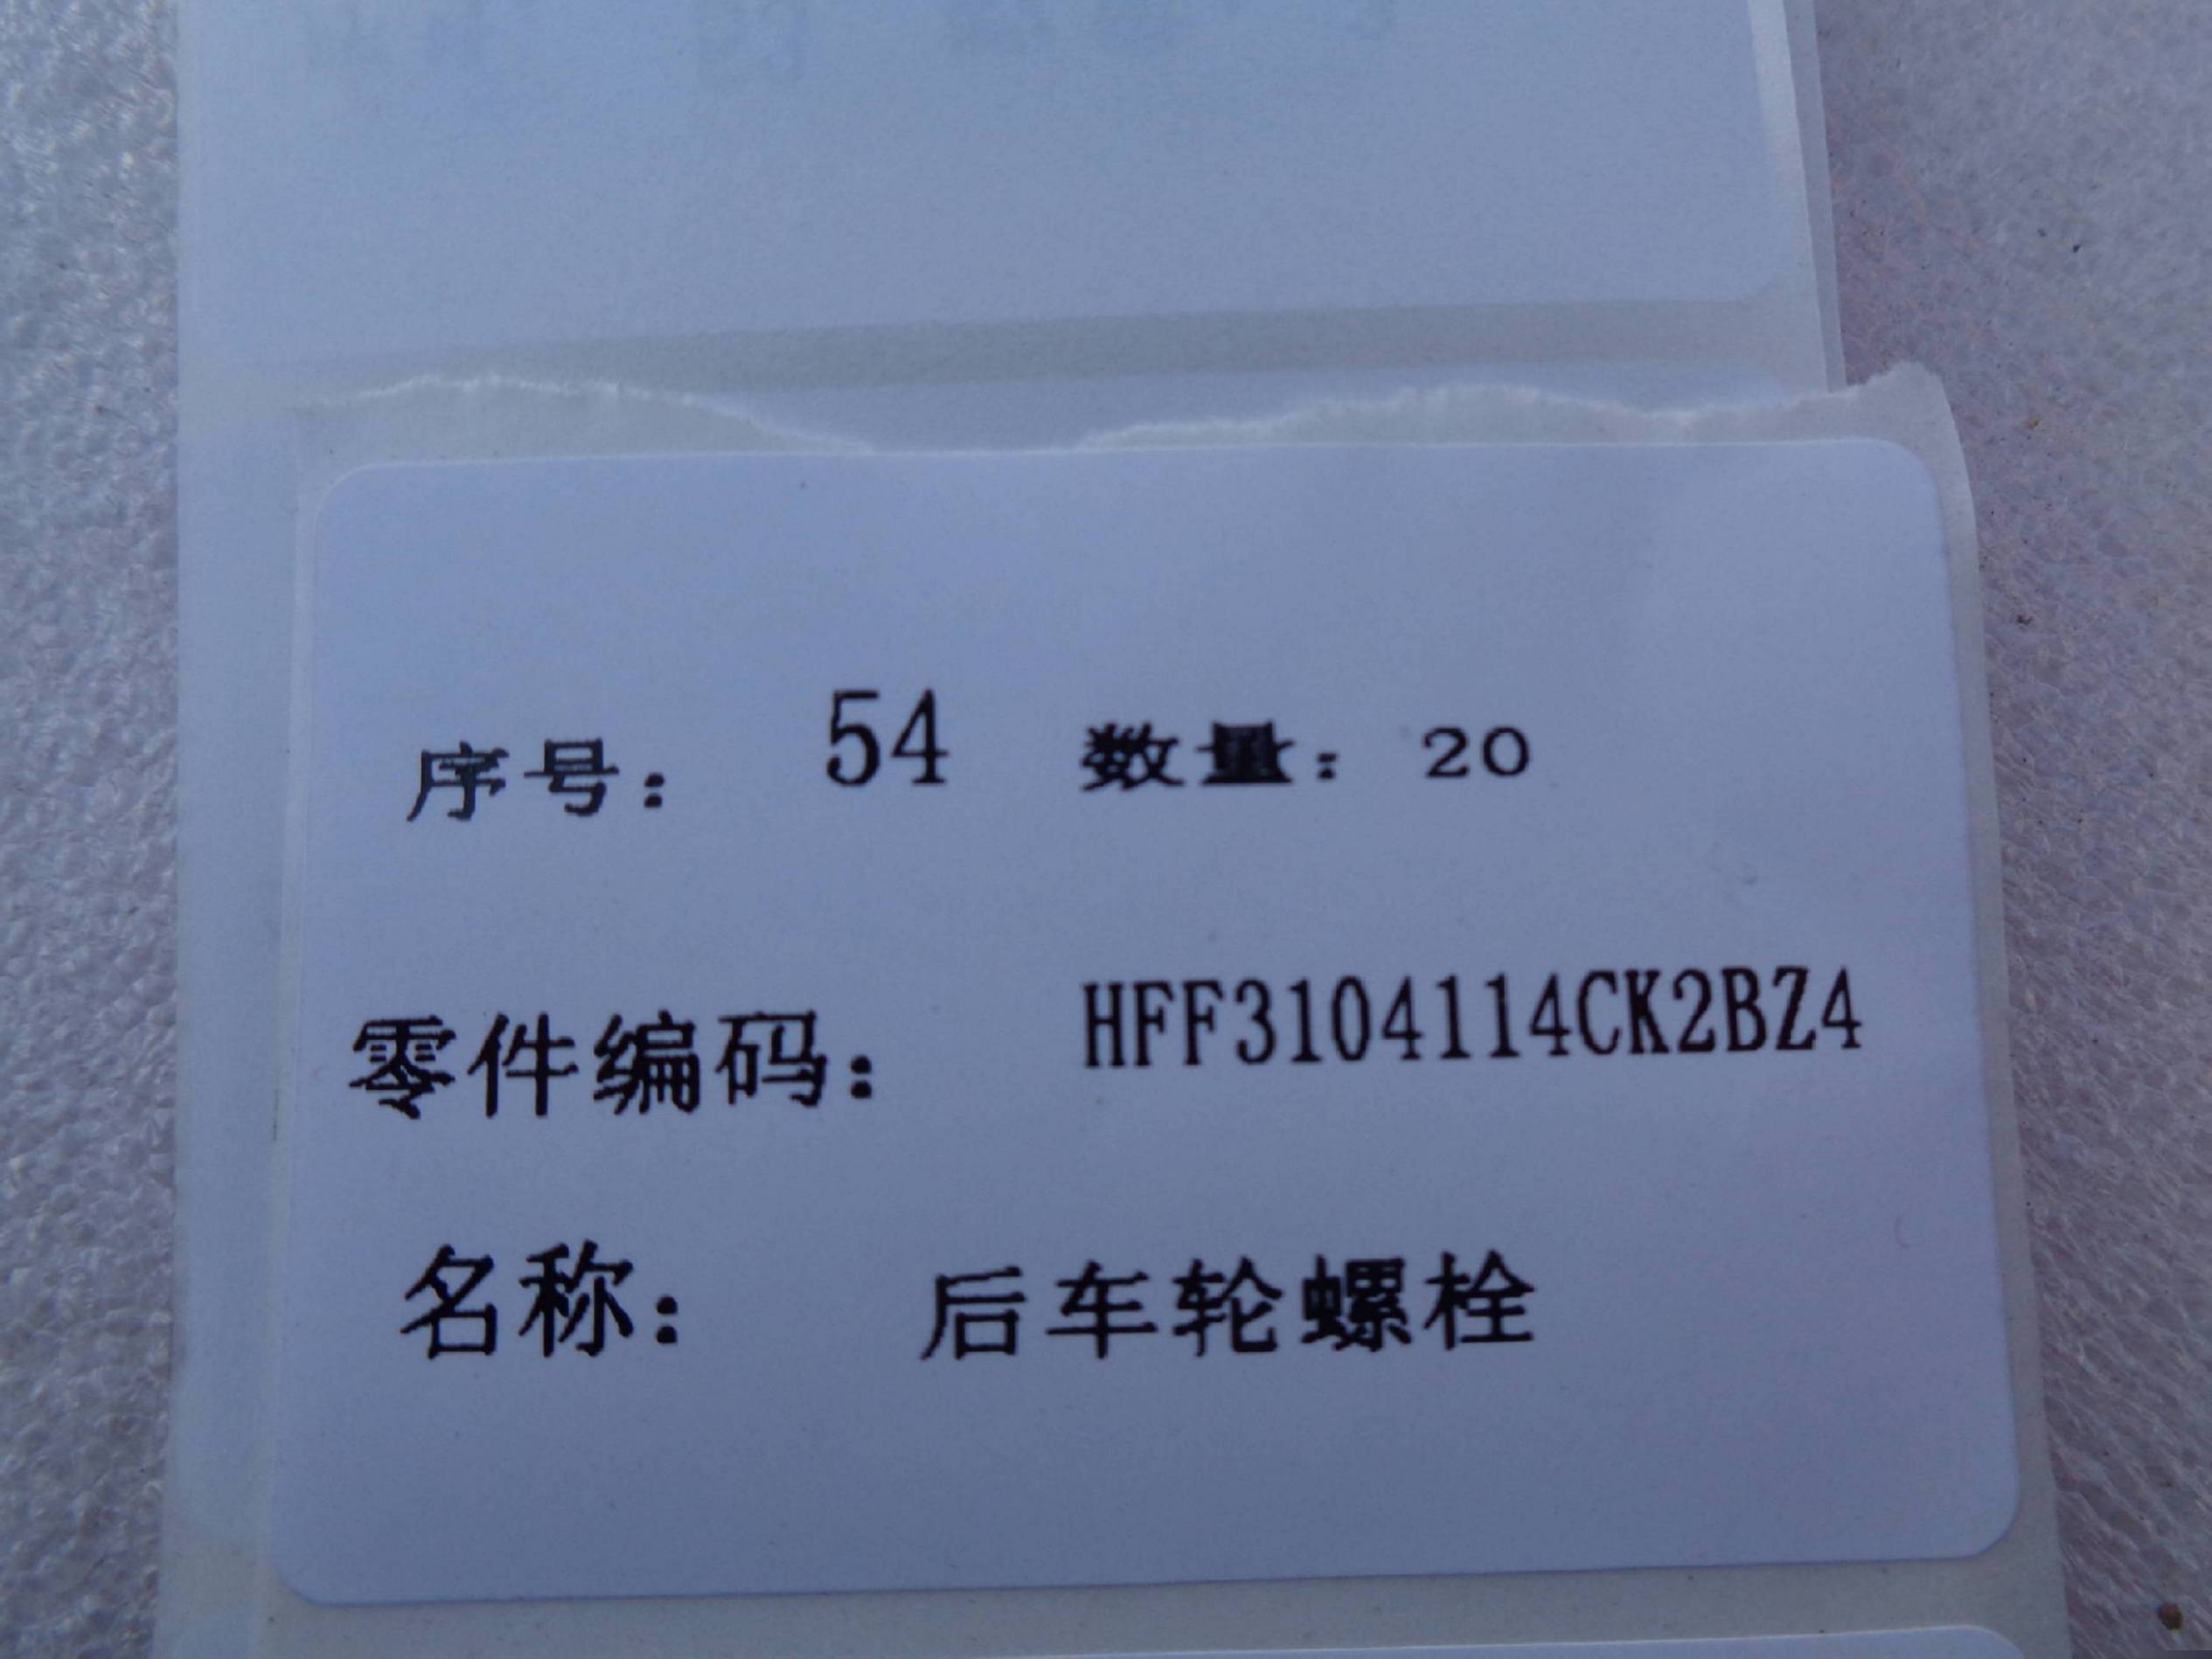 序号： 54 数量： 20
零件编码： HFF3104114CK2BZ4
名称： 后车轮螺栓